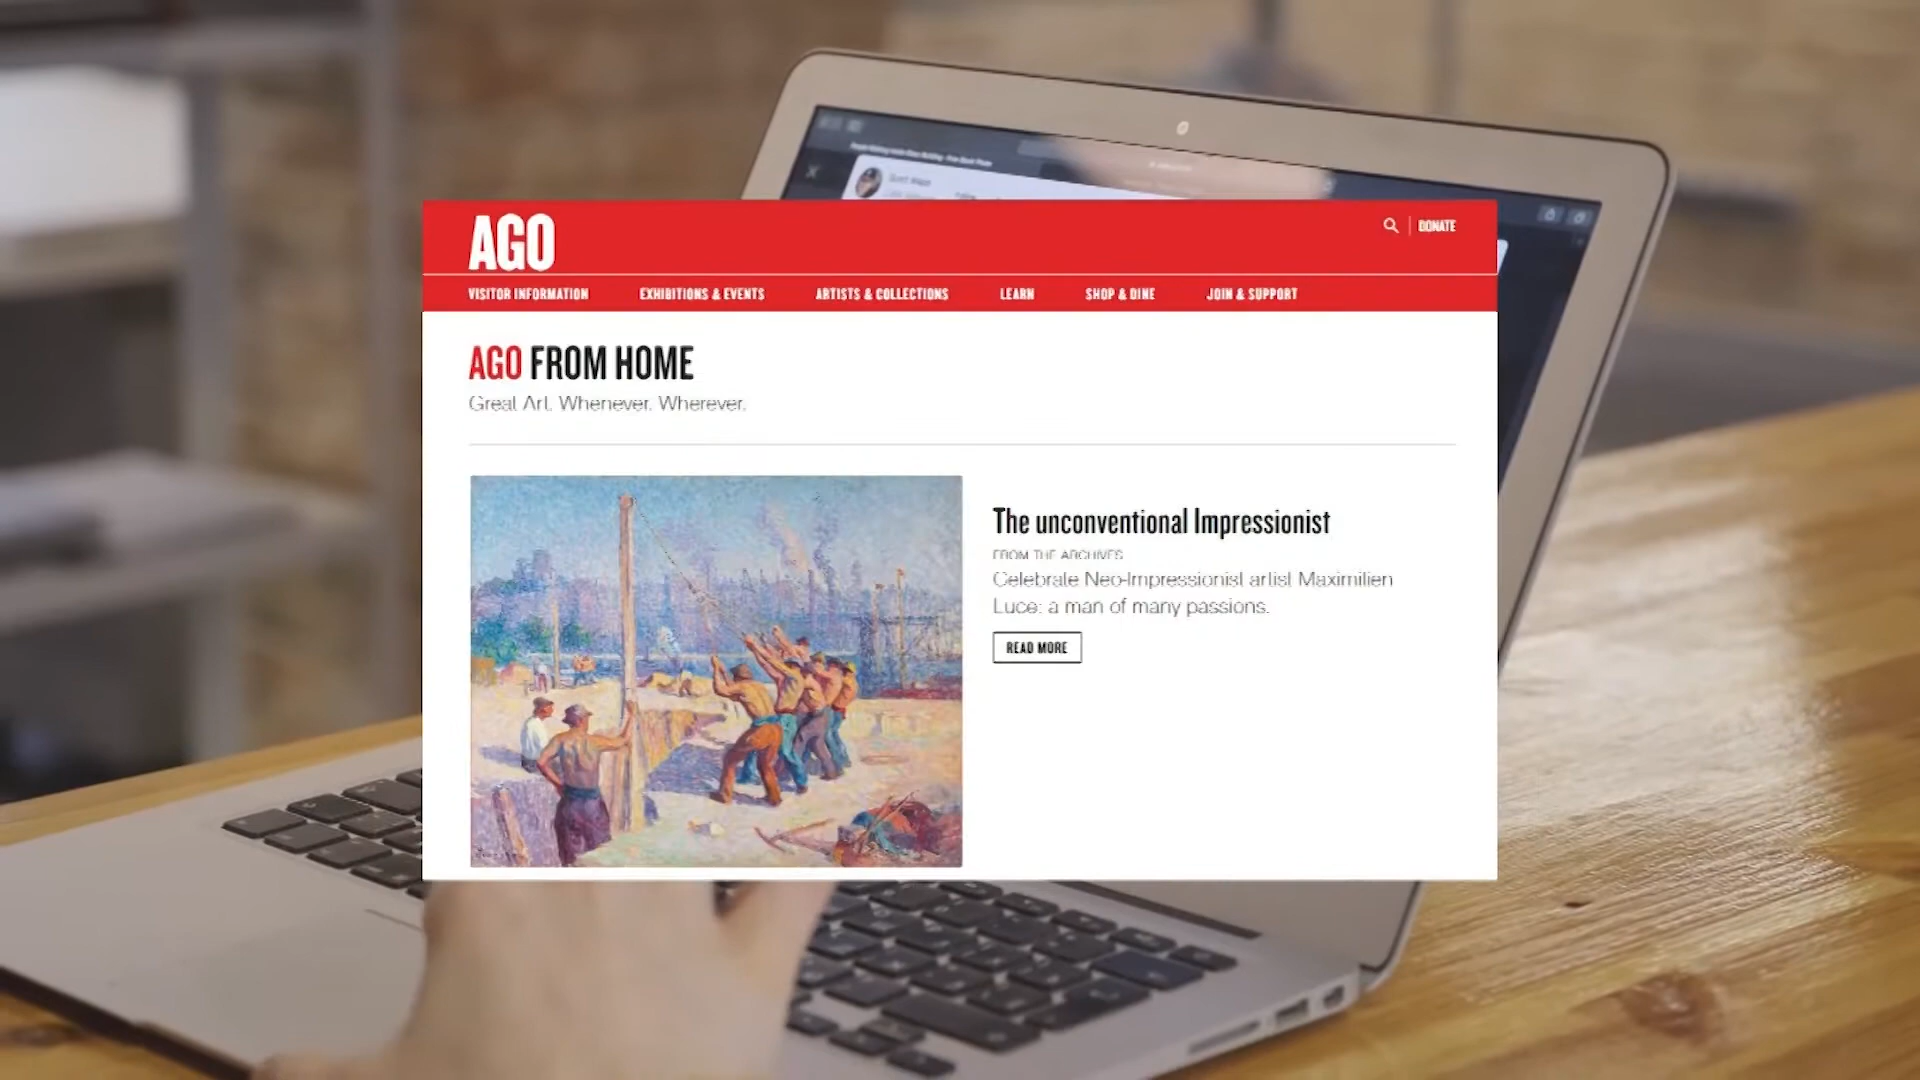 AGO
DONATE
VISITOR INFORMATION EXHIBITIONS & EVENTS ARTISTS & COLLECTIONS LEARN SHOP & DINE JOIN & SUPPORT
AGO FROM HOME
Great Art. Whenever. Wherever.
The unconventional Impressionist
FROM THE ARCHIVES
Celebrate Neo-Impressionist artist Maximilien
Luce: a man of many passions.
READ MORE